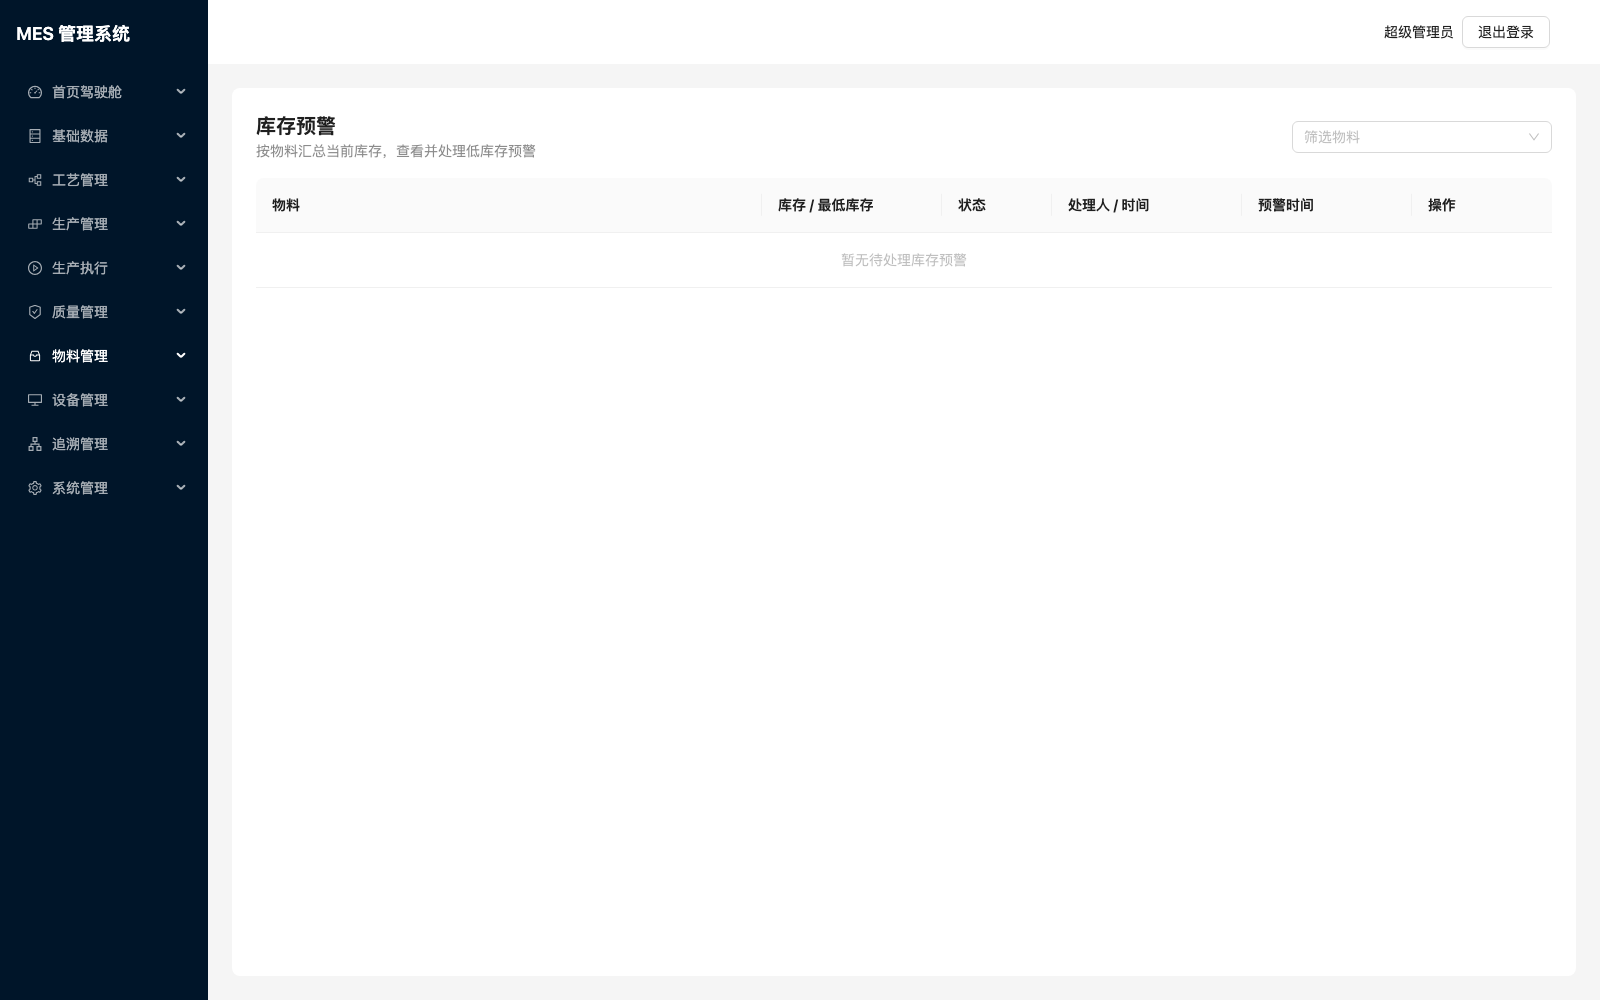 MES 管理系统
首页驾驶舱
基础数据
工艺管理
生产管理
生产执行
质量管理
物料管理
设备管理
追溯管理
系统管理
超级管理员 退出登录
库存预警
按物料汇总当前库存，查看并处理低库存预警
筛选物料
物料 库存 / 最低库存 状态 处理人 / 时间 预警时间 操作
暂无待处理库存预警